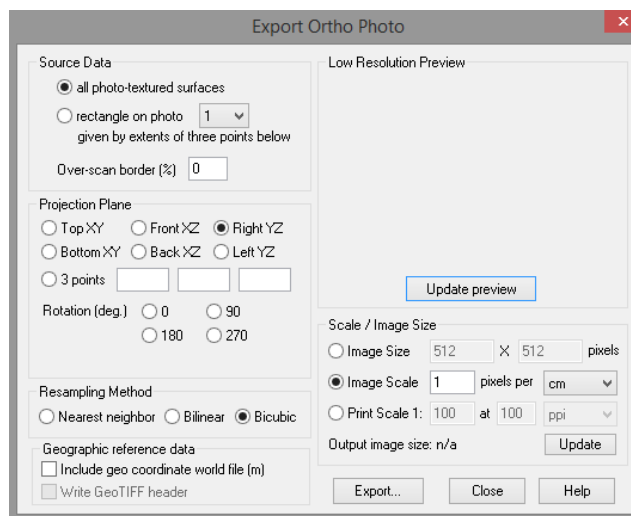 Export Ortho Photo
x
Source Data
all photo-textured surfaces
rectangle on photo 1
given by extents of three points below
Over-scan border (%) 0
Projection Plane
Top XY Front XZ Right YZ
Bottom XY Back XZ Left YZ
3 points
Rotation (deg.) 0 90
180 270
Resampling Method
Nearest neighbor Bilinear Bicubic
Geographic reference data
Include geo coordinate world file (m)
Write GeoTIFF header
Low Resolution Preview
Update preview
Scale / Image Size
Image Size 512 X 512 pixels
Image Scale 1 pixels per cm
Print Scale 1: 100 at 100 ppi
Output image size: n/a Update
Export... Close Help